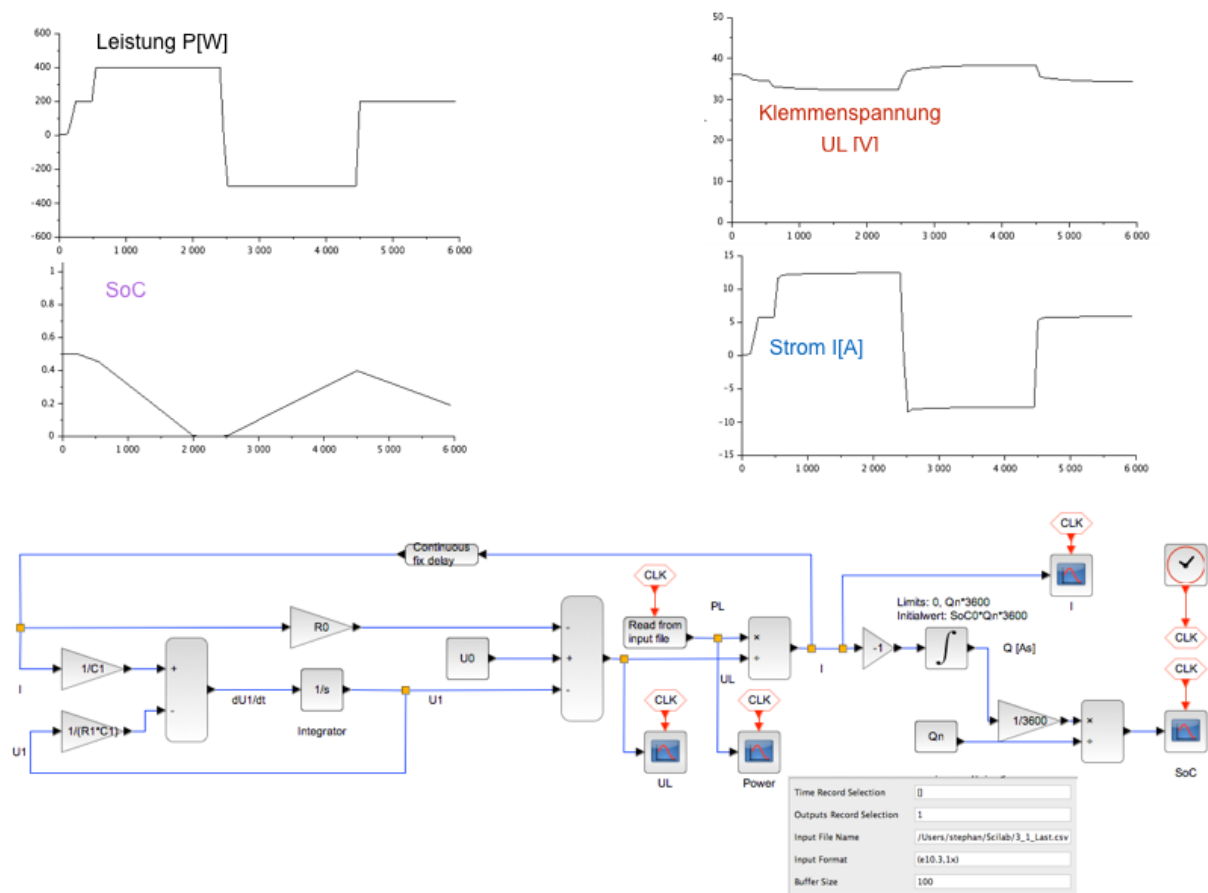 Leistung P[W]
600
400
200
0
-200
-400
-600
0 1 000 2 000 3 000 4 000 5 000 6 000
50
40
30
20
10
0
0 1 000 2 000 3 000 4 000 5 000 6 000
Klemmenspannung
UL [V]
SoC
1
0.8
0.6
0.4
0.2
0
0 1 000 2 000 3 000 4 000 5 000 6 000
15
10
5
0
-5
-10
-15
0 1 000 2 000 3 000 4 000 5 000 6 000
Strom I[A]
Continuous
fix delay
CLK
CLK
I
Limits: 0, Qn*3600
Initialwert: SoC0*Qn*3600
CLK
R0
-
PL
Read from
input file
×
÷
I
-1
∫
Q [As]
1/C1
I
+
-
U0
+
-
UL
CLK
dU1/dt
1/s
Integrator
U1
1/(R1*C1)
U1
CLK
UL
CLK
Power
1/3600
Qn
×
÷
SoC
Time Record Selection []
Outputs Record Selection 1
Input File Name /Users/stephan/Scilab/3_1_Last.csv
Input Format (e10.3,1x)
Buffer Size 100